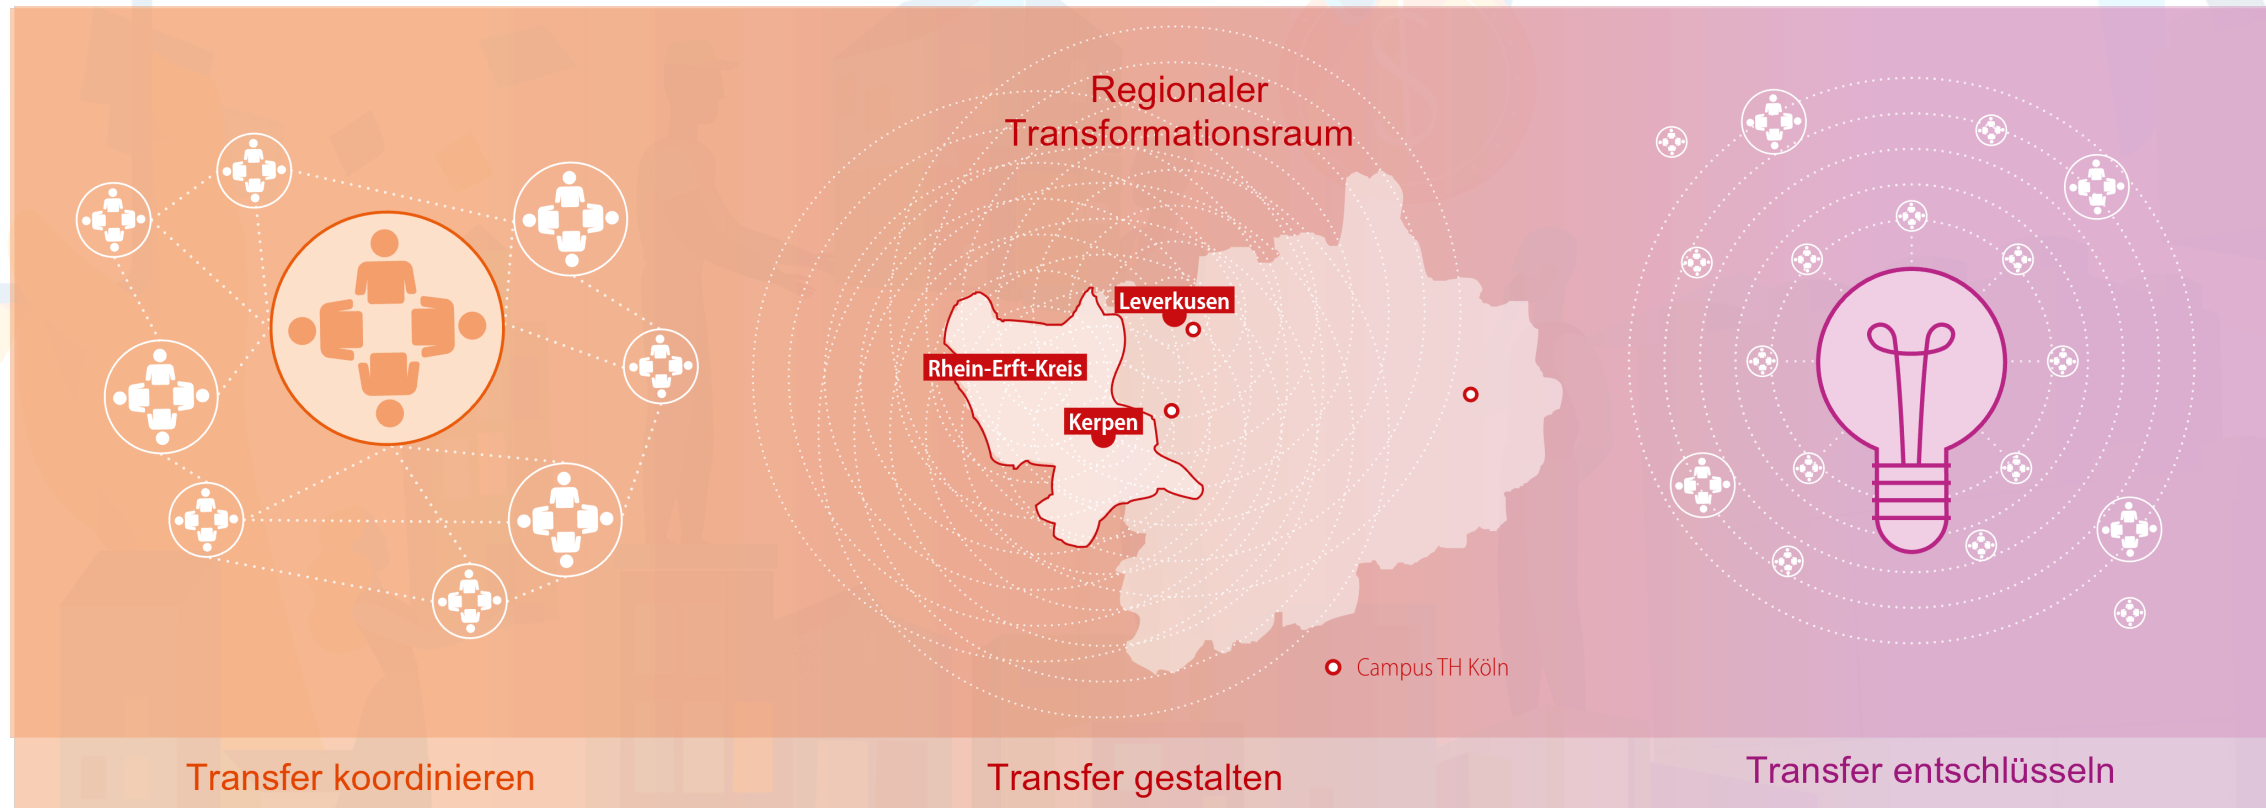 Regionaler
Transformationsraum
Leverkusen
Rhein-Erft-Kreis
Kerpen
Campus TH Köln
Transfer koordinieren
Transfer gestalten
Transfer entschlüsseln